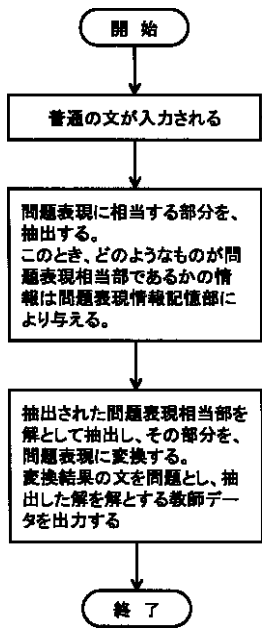 開始
普通の文が入力される
問題表現に相当する部分を、
抽出する。
このとき、どのようなものが問
題表現相当部であるかの情
報は問題表現情報記憶部に
より与える。
抽出された問題表現相当部を
解として抽出し、その部分を、
問題表現に変換する。
変換結果の文を問題とし、抽
出した解を解とする教師デー
タを出力する
終了